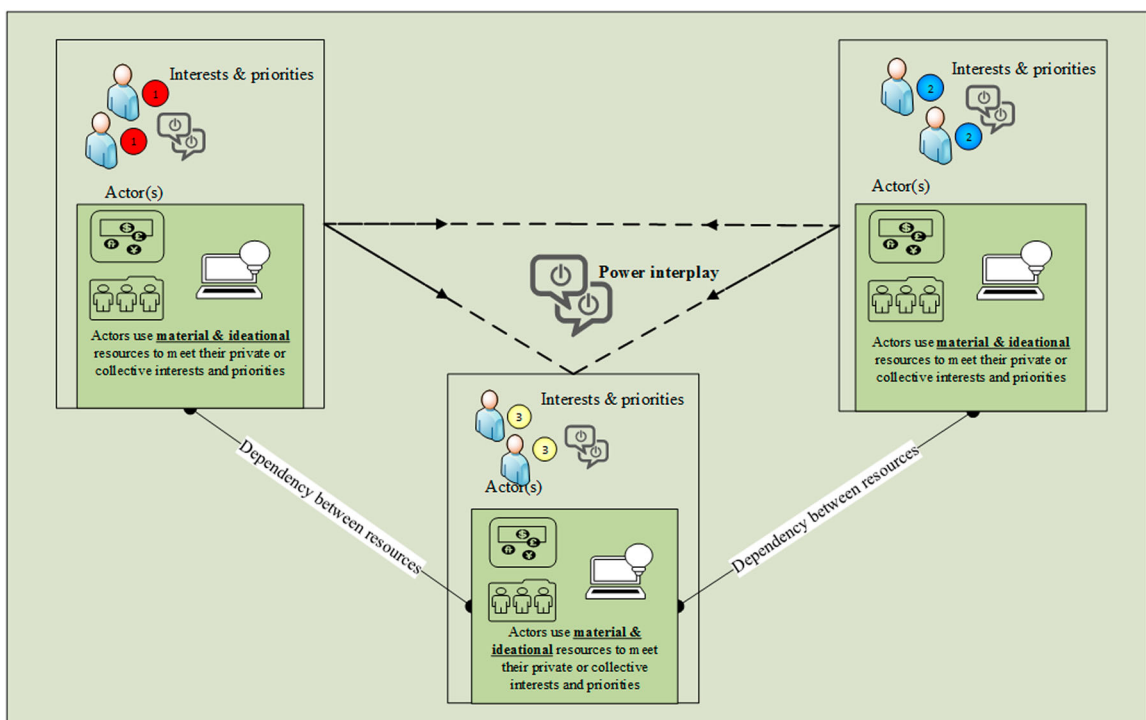 Interests & priorities
1
1
Actor(s)
Actors use material & ideational
resources to meet their private or
collective interests and priorities
Interests & priorities
2
2
Actor(s)
Actors use material & ideational
resources to meet their private or
collective interests and priorities
Power interplay
Interests & priorities
3
3
Actor(s)
Actors use material &
ideational resources to meet
their private or collective
interests and priorities
Dependency between resources
Dependency between resources